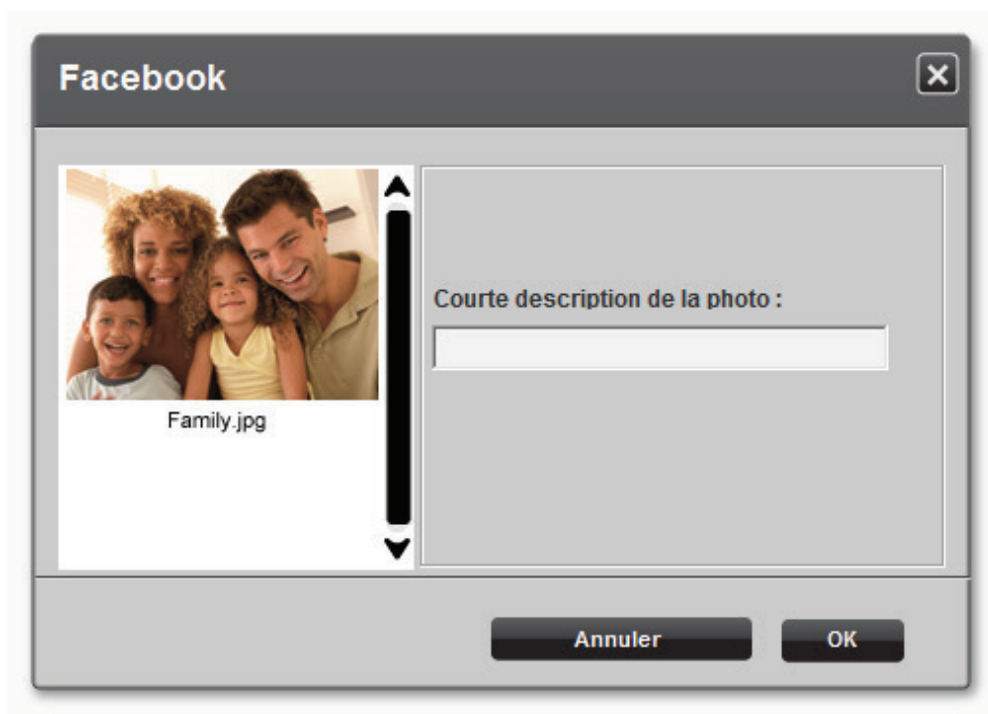 Facebook
Family.jpg
Courte description de la photo :
Annuler
OK